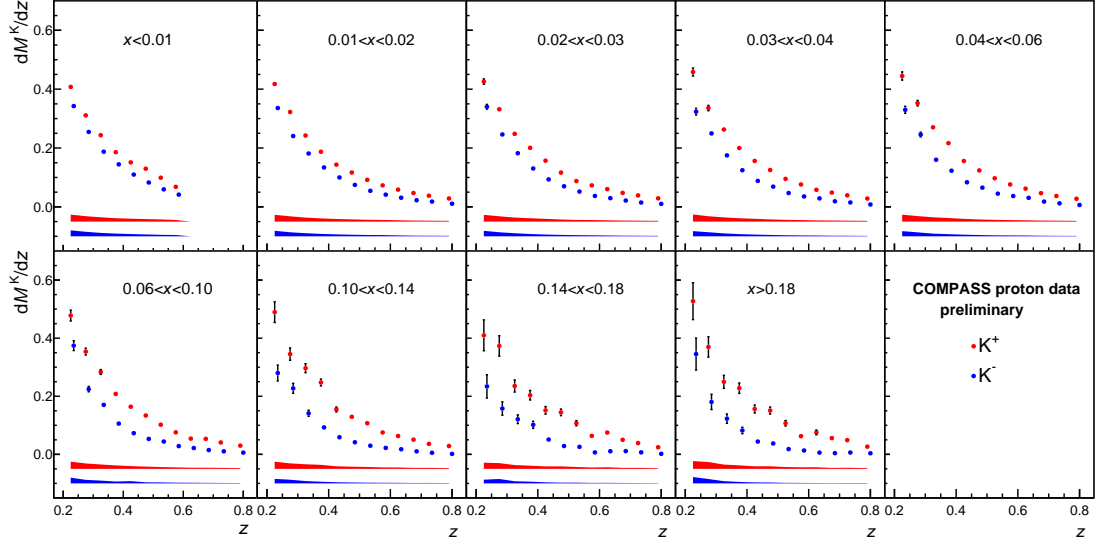 dM^K/dz
0.6
0.4
0.2
0.0
x<0.01
0.01<x<0.02
0.02<x<0.03
0.03<x<0.04
0.04<x<0.06
dM^K/dz
0.6
0.4
0.2
0.0
0.06<x<0.10
0.10<x<0.14
0.14<x<0.18
x>0.18
COMPASS proton data
preliminary
K⁺
K⁻
0.2 0.4 0.6 0.8 0.2 0.4 0.6 0.8 0.2 0.4 0.6 0.8 0.2 0.4 0.6 0.8 0.2 0.4 0.6 0.8
z z z z z